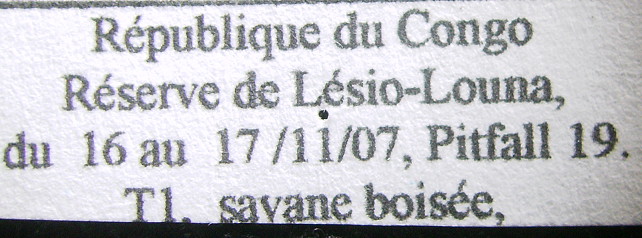 République du Congo
Réserve de Lésio-Louna,
du 16 au 17 /11/07, Pitfall 19.
T1. savane boisée,